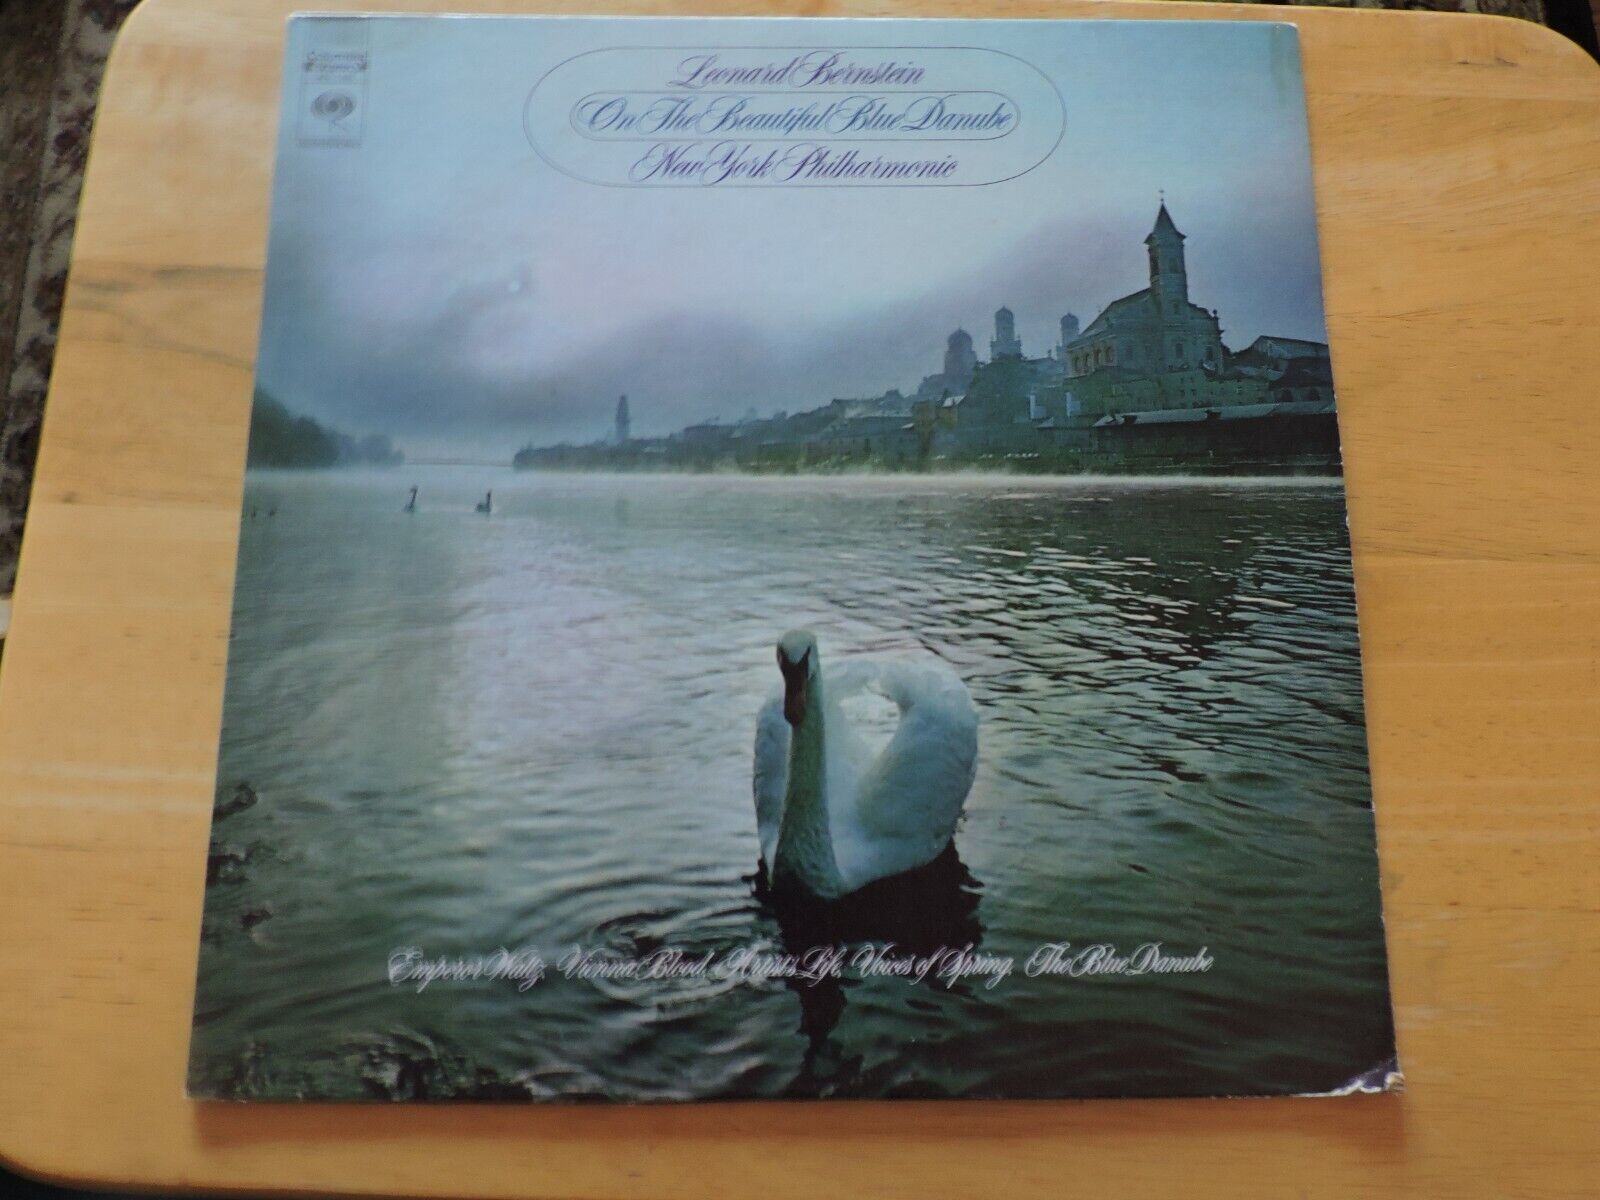 Columbia
Leonard Bernstein
On The Beautiful Blue Danube
New York Philharmonic
Emperor Waltz, Vienna Blood, Artist's Life, Voices of Spring, The Blue Danube